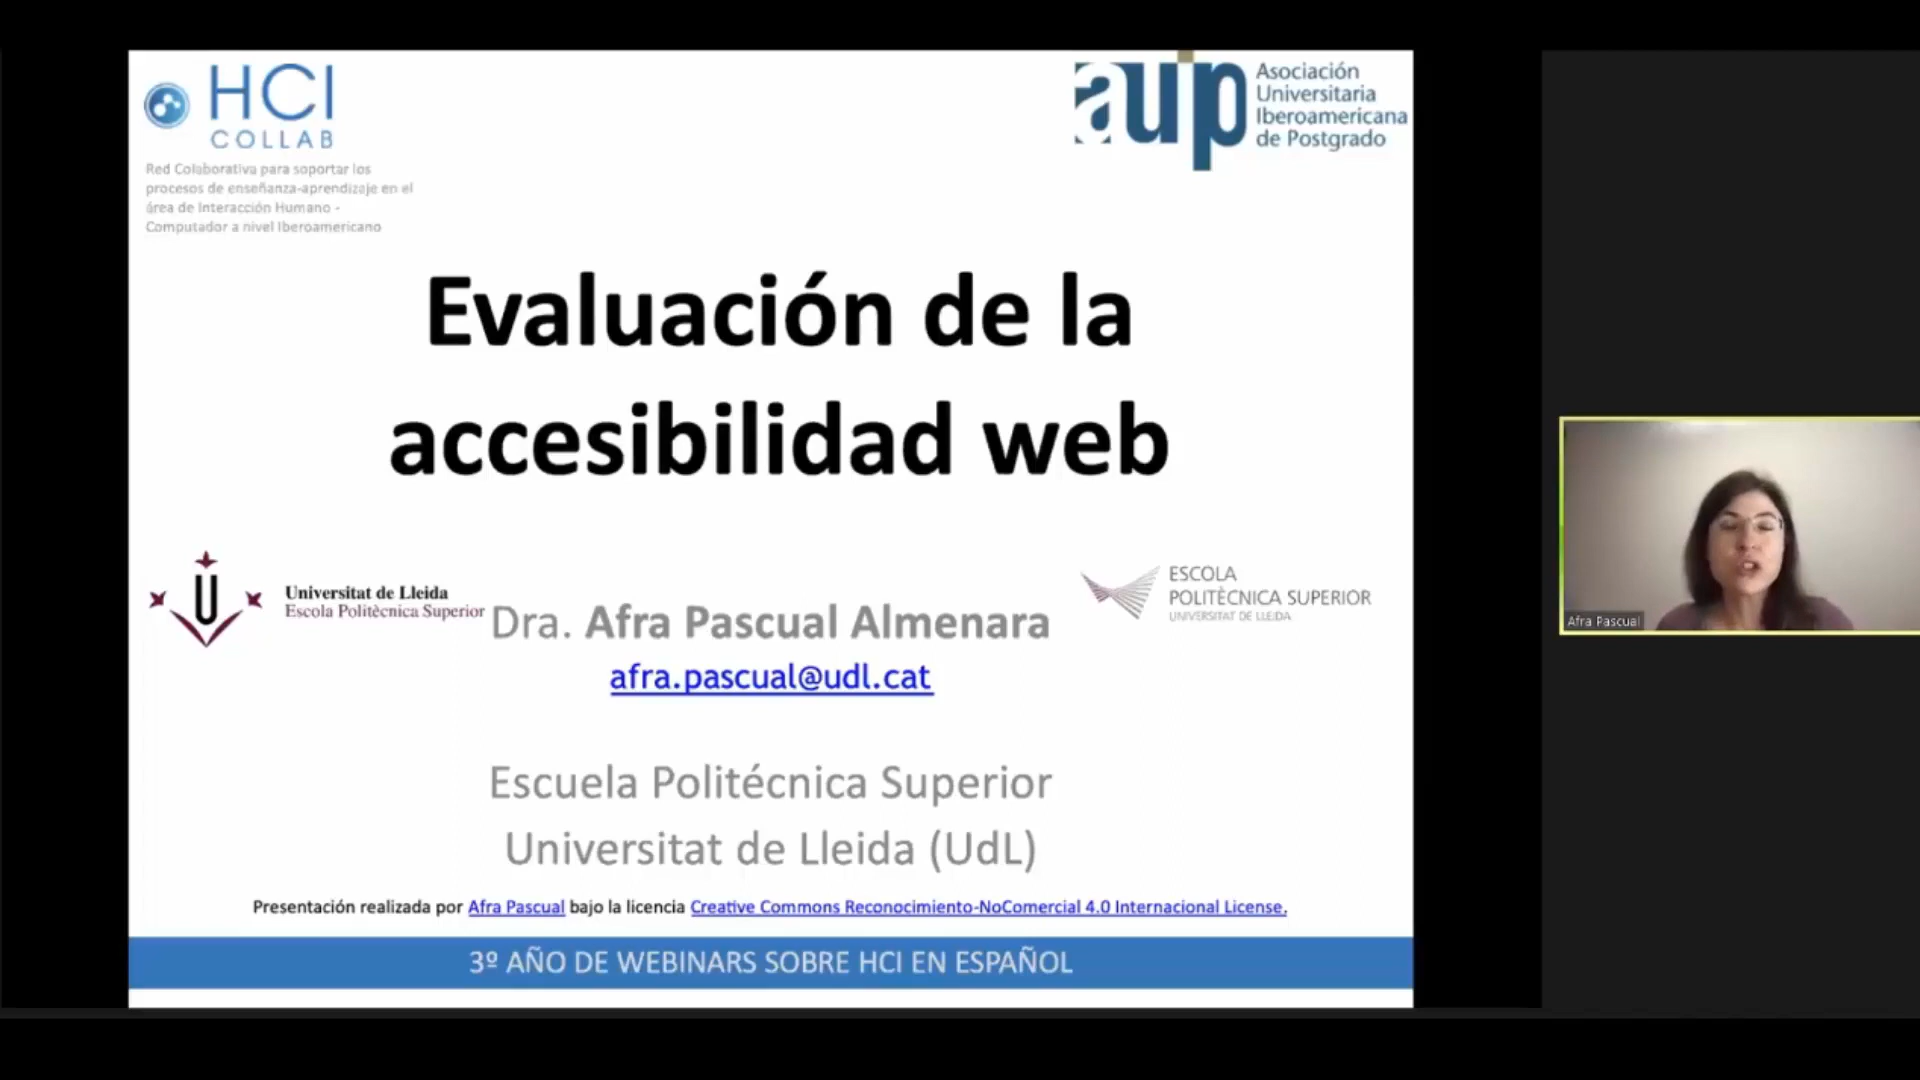 HCI
COLLAB
Red Colaborativa para soportar los
procesos de enseñanza-aprendizaje en el
área de Interacción Humano -
Computador a nivel Iberoamericano
auip
Asociación
Universitaria
Iberoamericana
de Postgrado
Evaluación de la
accesibilidad web
Universitat de Lleida
Escola Politècnica Superior
Dra. Afra Pascual Almenara
afra.pascual@udl.cat
ESCOLA
POLITÈCNICA SUPERIOR
UNIVERSITAT DE LLEIDA
Escuela Politécnica Superior
Universitat de Lleida (UdL)
Presentación realizada por Afra Pascual bajo la licencia Creative Commons Reconocimiento-NoComercial 4.0 Internacional License.
3º AÑO DE WEBINARS SOBRE HCI EN ESPAÑOL
Afra Pascual